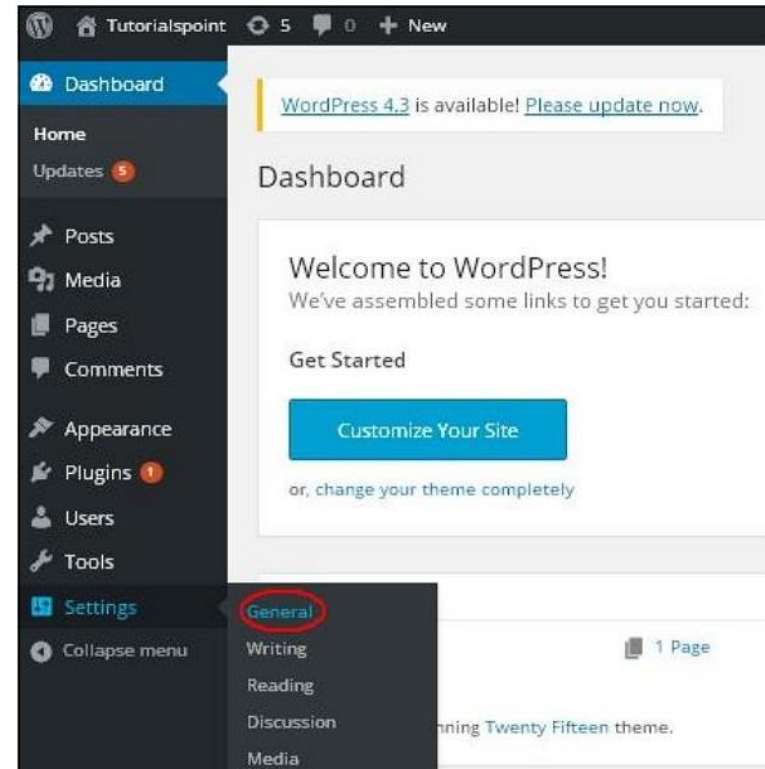 Tutorialspoint 5 0 + New
Dashboard
Home
Updates 5
Posts
Media
Pages
Comments
Appearance
Plugins 1
Users
Tools
Settings
Collapse menu
General
Writing
Reading
Discussion
Media
WordPress 4.3 is available! Please update now.
Dashboard
Welcome to WordPress!
We've assembled some links to get you started:
Get Started
Customize Your Site
or, change your theme completely
1 Page
nning Twenty Fifteen theme.